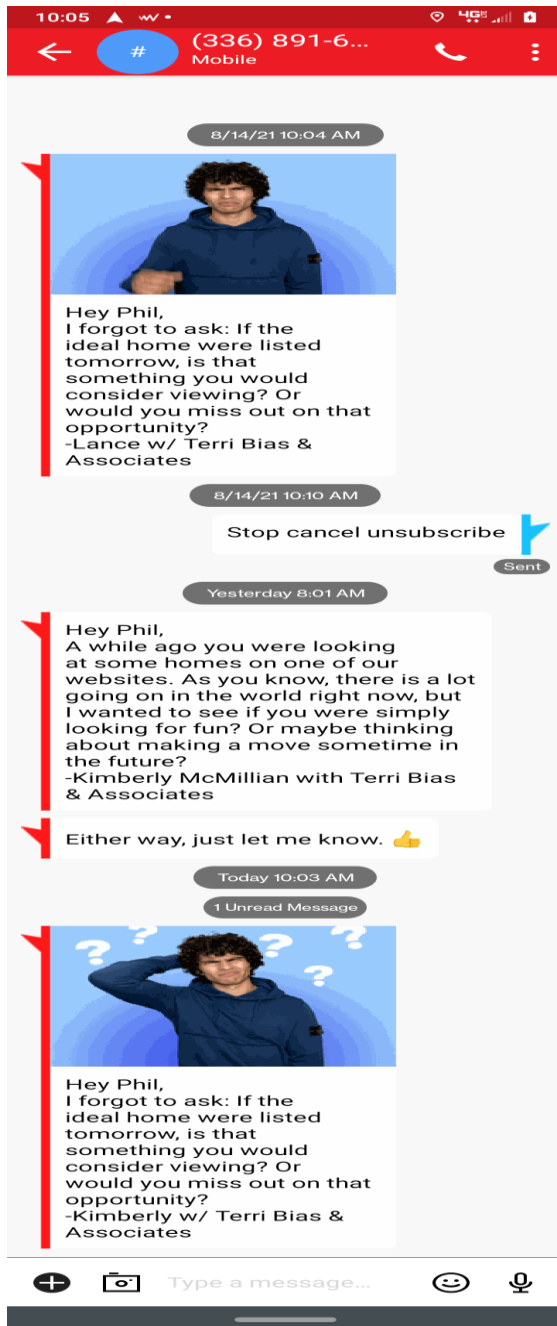 10:05
4G
#
(336) 891-6...
Mobile
8/14/21 10:04 AM
Hey Phil,
I forgot to ask: If the
ideal home were listed
tomorrow, is that
something you would
consider viewing? Or
would you miss out on that
opportunity?
-Lance w/ Terri Bias &
Associates
8/14/21 10:10 AM
Stop cancel unsubscribe
Sent
Yesterday 8:01 AM
Hey Phil,
A while ago you were looking
at some homes on one of our
websites. As you know, there is a lot
going on in the world right now, but
I wanted to see if you were simply
looking for fun? Or maybe thinking
about making a move sometime in
the future?
-Kimberly McMillian with Terri Bias
& Associates
Either way, just let me know. 👍
Today 10:03 AM
1 Unread Message
? ? ? ? ?
Hey Phil,
I forgot to ask: If the
ideal home were listed
tomorrow, is that
something you would
consider viewing? Or
would you miss out on that
opportunity?
-Kimberly w/ Terri Bias &
Associates
Type a message...